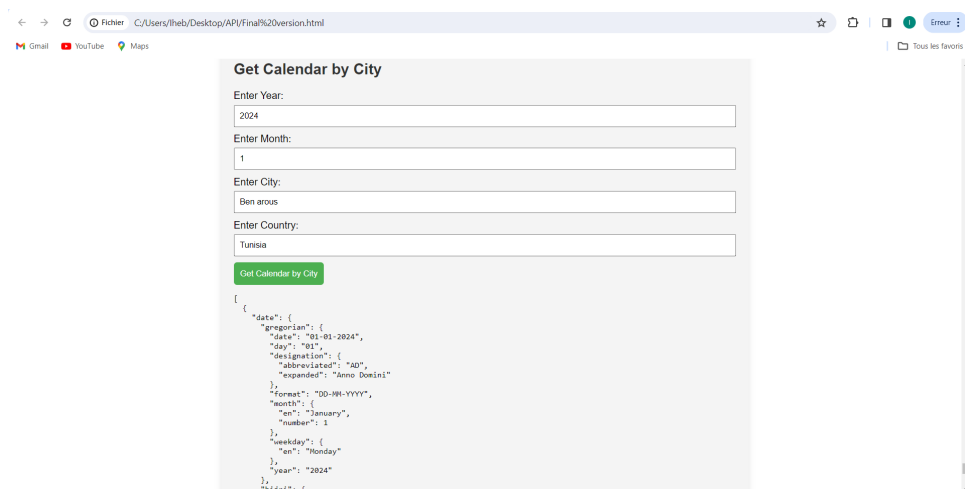 Fichier C:/Users/Iheb/Desktop/API/Final%20version.html
I
Erreur
Gmail YouTube Maps
Tous les favoris
Get Calendar by City
Enter Year:
2024
Enter Month:
1
Enter City:
Ben arous
Enter Country:
Tunisia
Get Calendar by City
[
{
"date": {
"gregorian": {
"date": "01-01-2024",
"day": "01",
"designation": {
"abbreviated": "AD",
"expanded": "Anno Domini"
},
"format": "DD-MM-YYYY",
"month": {
"en": "January",
"number": 1
},
"weekday": {
"en": "Monday"
},
"year": "2024"
},